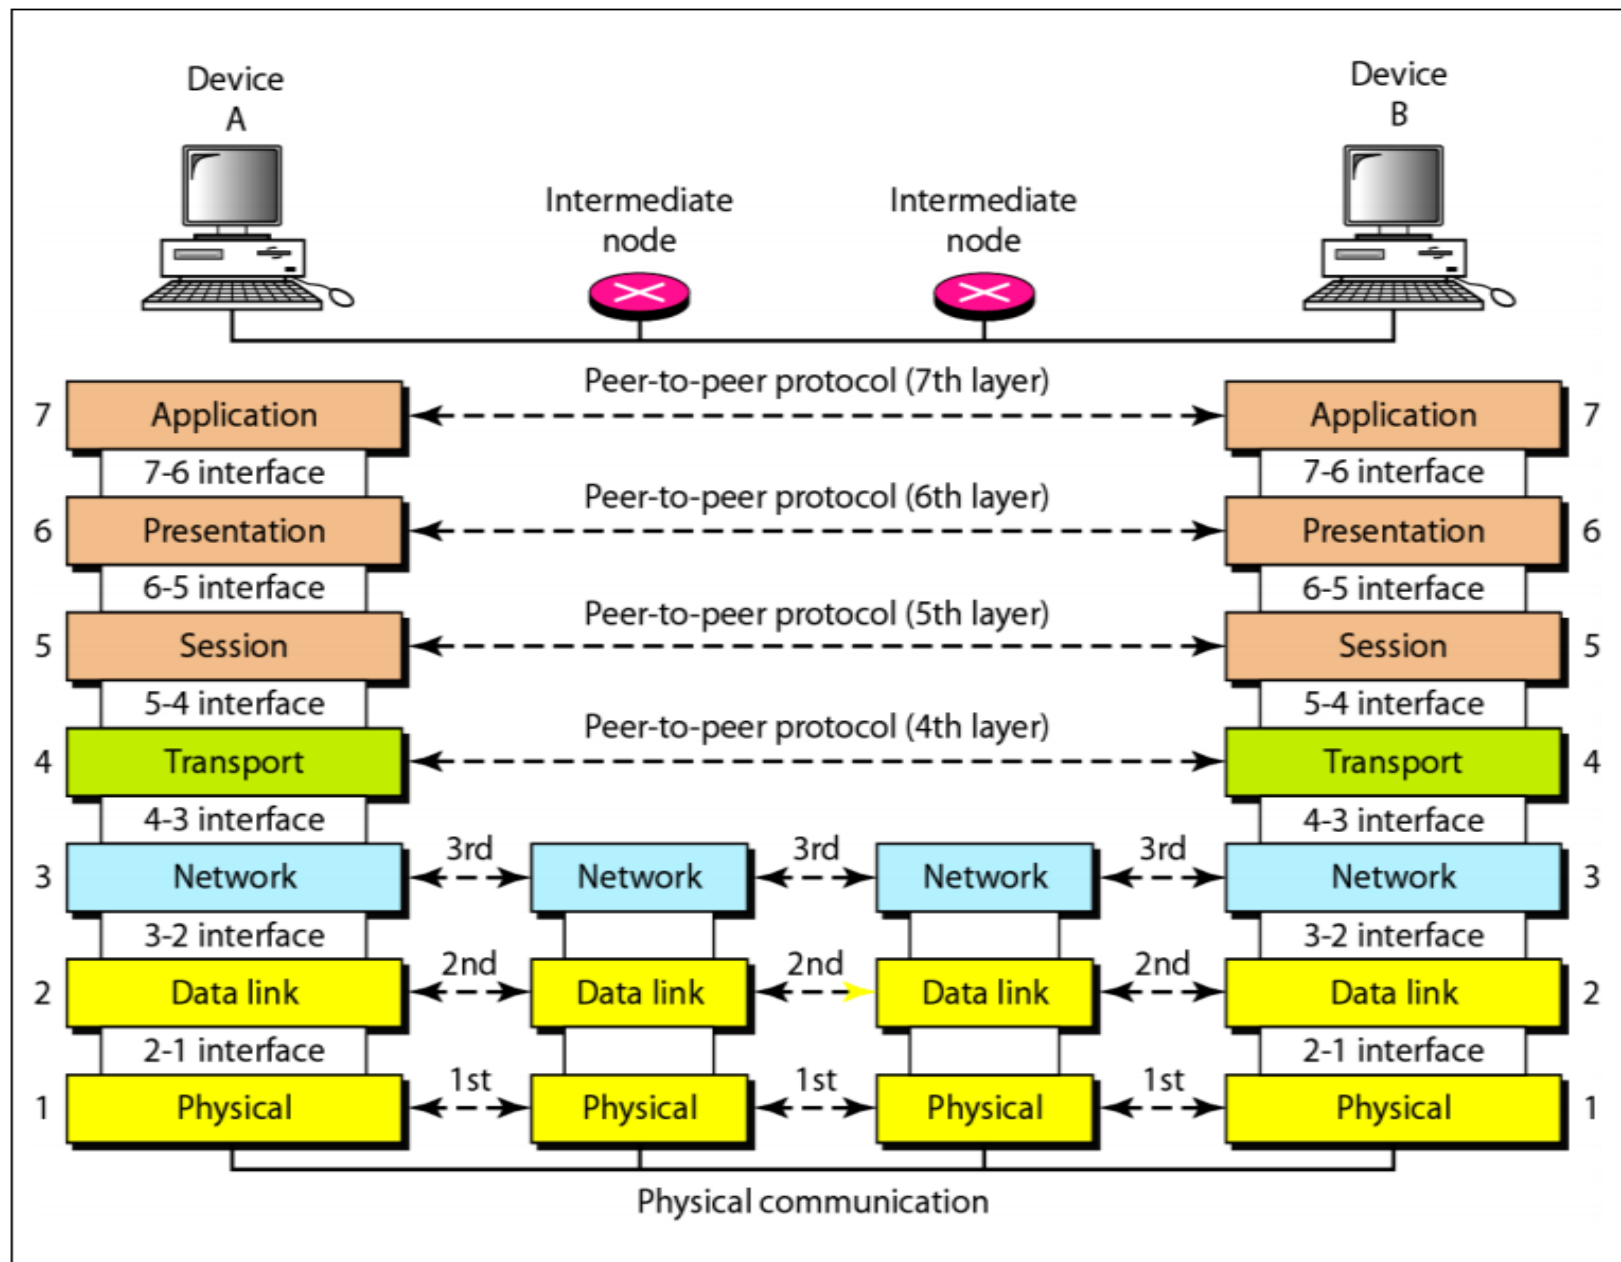 Device
A
Device
B
Intermediate
node
Intermediate
node
Peer-to-peer protocol (7th layer)
7
Application
Application
7
7-6 interface
7-6 interface
Peer-to-peer protocol (6th layer)
6
Presentation
Presentation
6
6-5 interface
6-5 interface
Peer-to-peer protocol (5th layer)
5
Session
Session
5
5-4 interface
5-4 interface
Peer-to-peer protocol (4th layer)
4
Transport
Transport
4
4-3 interface
4-3 interface
3rd
3rd
3rd
3
Network
Network
Network
Network
3
3-2 interface
3-2 interface
2nd
2nd
2nd
2
Data link
Data link
Data link
Data link
2
2-1 interface
2-1 interface
1st
1st
1st
1
Physical
Physical
Physical
Physical
1
Physical communication